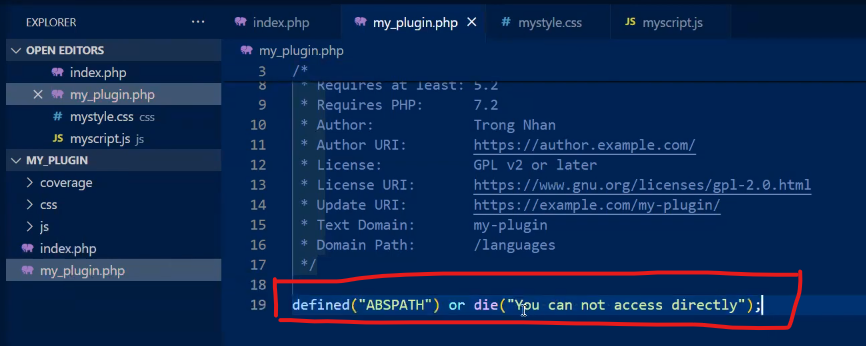 EXPLORER
OPEN EDITORS
index.php
my_plugin.php
mystyle.css css
myscript.js js
MY_PLUGIN
coverage
css
js
index.php
my_plugin.php
index.php
my_plugin.php
mystyle.css
JS myscript.js
my_plugin.php
3 /*
8 * Requires at least: 5.2
9 * Requires PHP: 7.2
10 * Author: Trong Nhan
11 * Author URI: https://author.example.com/
12 * License: GPL v2 or later
13 * License URI: https://www.gnu.org/licenses/gpl-2.0.html
14 * Update URI: https://example.com/my-plugin/
15 * Text Domain: my-plugin
16 * Domain Path: /languages
17 */
18
19 defined("ABSPATH") or die("You can not access directly");